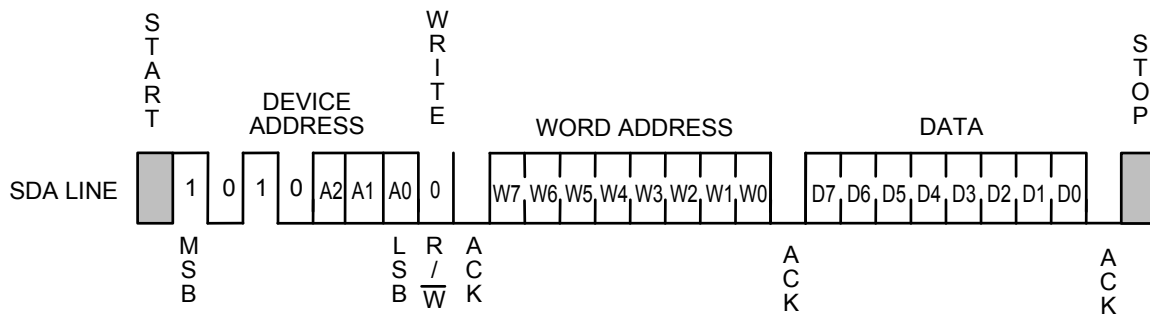 START
WRITE
STOP
DEVICE
ADDRESS
WORD ADDRESS
DATA
SDA LINE 1 0 1 0 A2 A1 A0 0 W7 W6 W5 W4 W3 W2 W1 W0 D7 D6 D5 D4 D3 D2 D1 D0
MSB
LSB
R/W̅
ACK
ACK
ACK